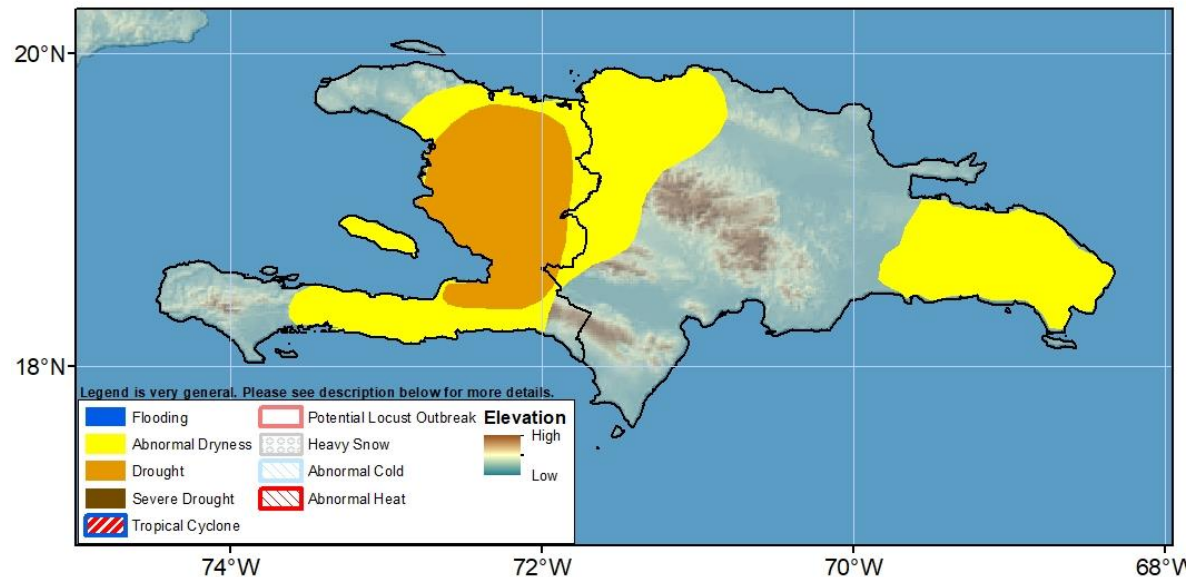 20°N
18°N
Legend is very general. Please see description below for more details.
Flooding
Abnormal Dryness
Drought
Severe Drought
Tropical Cyclone
Potential Locust Outbreak
Heavy Snow
Abnormal Cold
Abnormal Heat
Elevation
High
Low
74°W
72°W
70°W
68°W